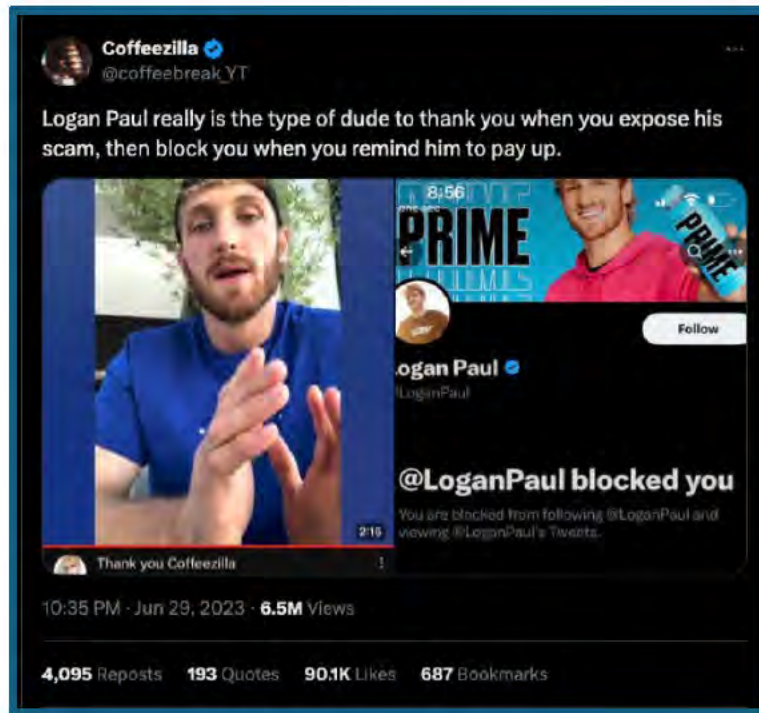 Coffeezilla
@coffeebreak_YT
Logan Paul really is the type of dude to thank you when you expose his
scam, then block you when you remind him to pay up.
8:56
PRIME
PRIME
Follow
ogan Paul
LoganPaul
@LoganPaul blocked you
You are blocked from following @LoganPaul and
viewing @LoganPaul's Tweets.
2:15
Thank you Coffeezilla
10:35 PM · Jun 29, 2023 · 6.5M Views
4,095 Reposts 193 Quotes 90.1K Likes 687 Bookmarks